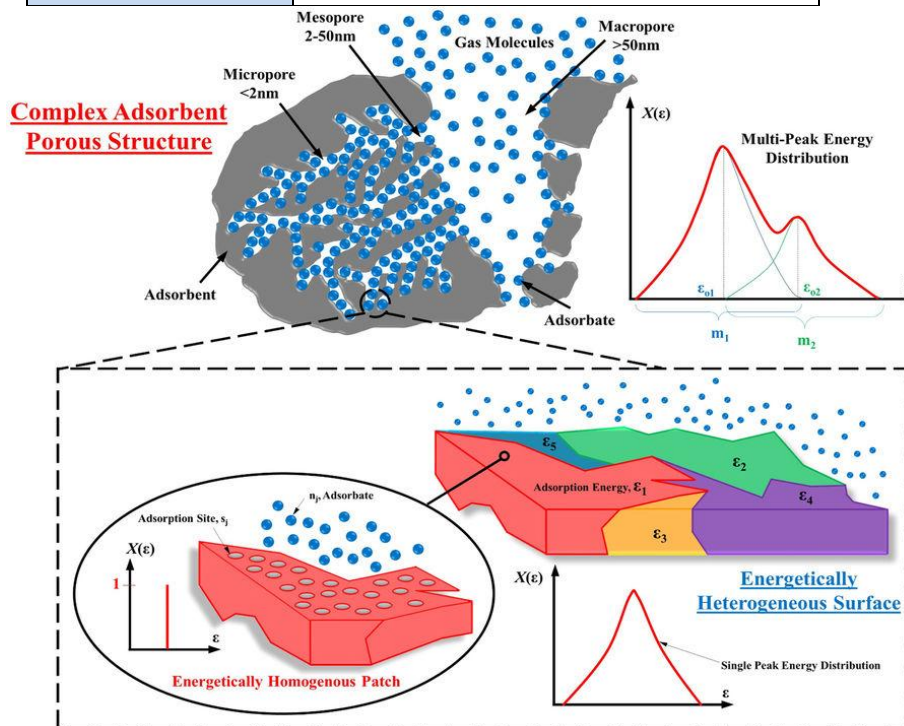 Mesopore
2-50nm
Gas Molecules
Macropore
>50nm
Micropore
<2nm
Complex Adsorbent
Porous Structure
X(ε)
Multi-Peak Energy
Distribution
Adsorbent
Adsorbate
εo1
εo2
m1
m2
ε5
ε2
Adsorption Energy, ε1
ε4
ε3
nj, Adsorbate
Adsorption Site, sj
X(ε)
1
ε
Energetically Homogenous Patch
X(ε)
Energetically
Heterogeneous Surface
Single Peak Energy Distribution
ε